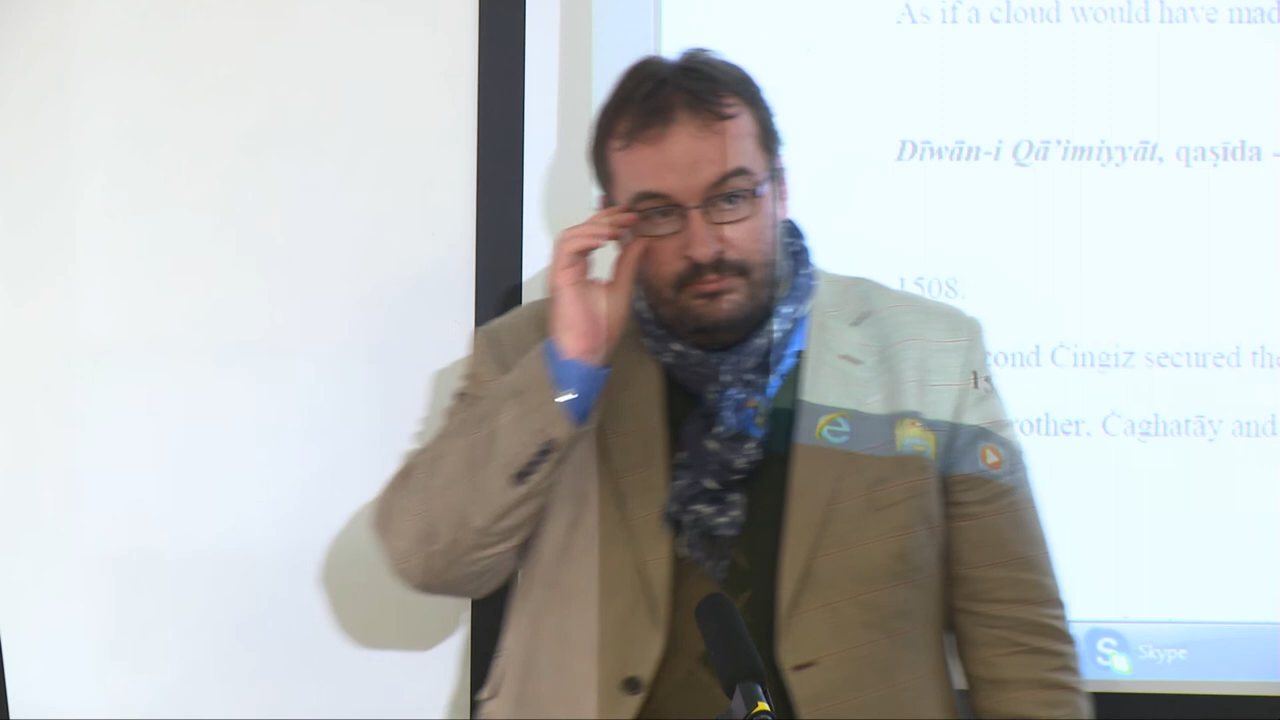 As if a cloud would have mad
Dīwān-i Qā’imiyyāt, qaṣīda -
1508.
cond Čingiz secured the
15
rother. Čaghatāy and
Skype